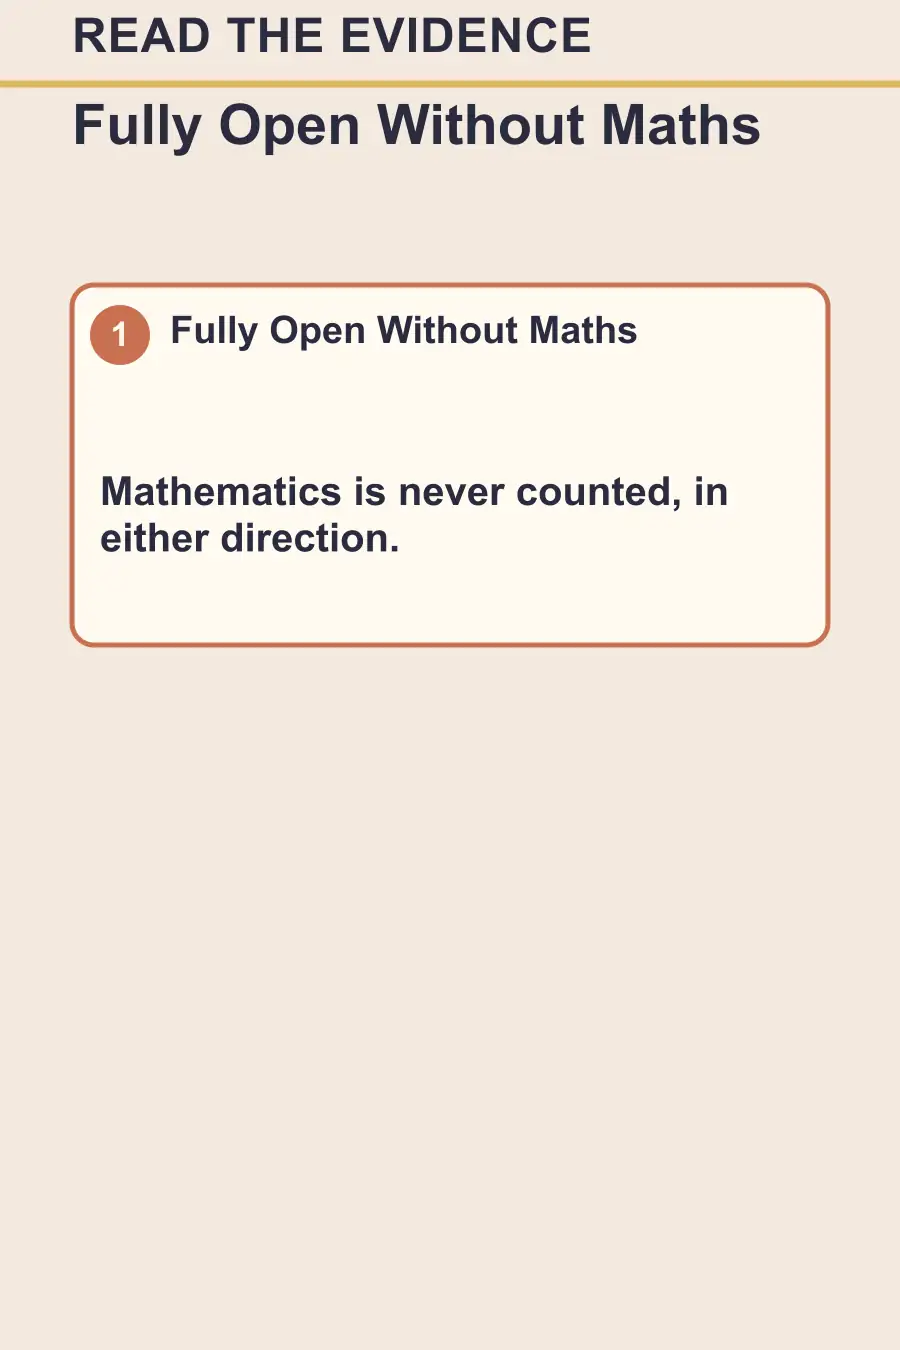 READ THE EVIDENCE
Fully Open Without Maths
1 Fully Open Without Maths
Mathematics is never counted, in
either direction.